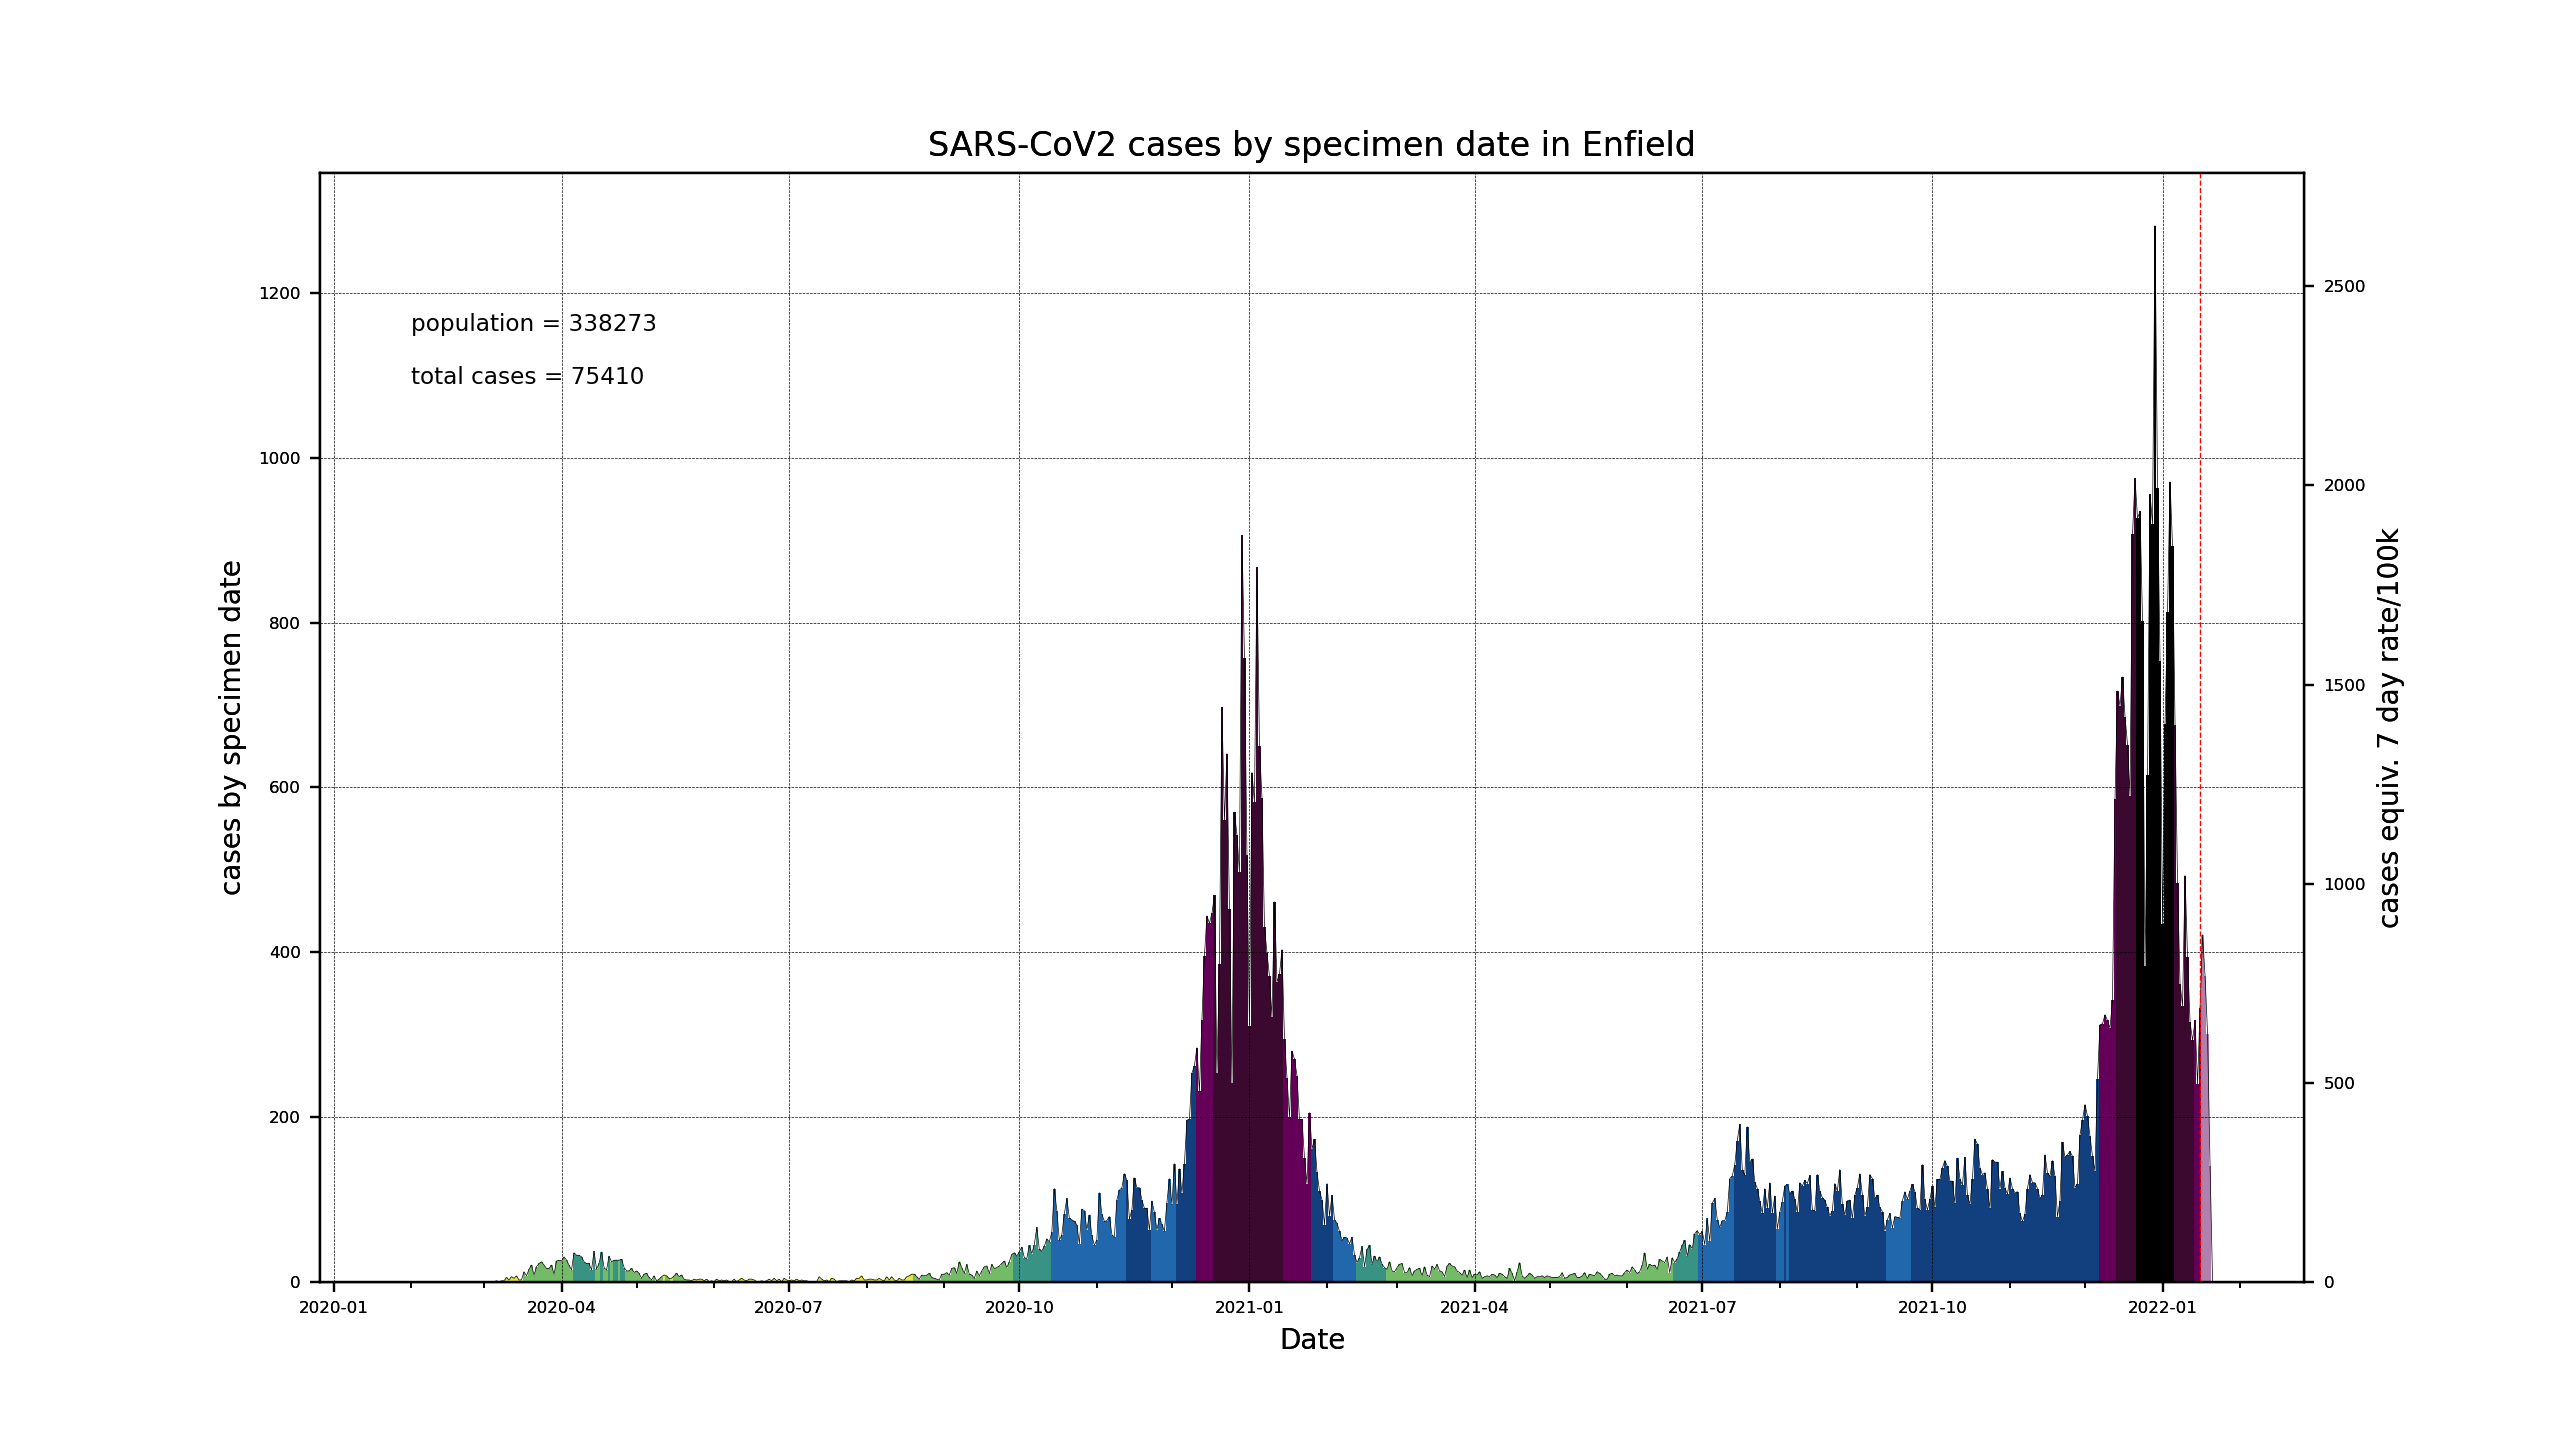 SARS-CoV2 cases by specimen date in Enfield
population = 338273
total cases = 75410
cases by specimen date
1200
1000
800
600
400
200
0
2500
2000
1500
1000
500
0
cases equiv. 7 day rate/100k
2020-01 2020-04 2020-07 2020-10 2021-01 2021-04 2021-07 2021-10 2022-01
Date